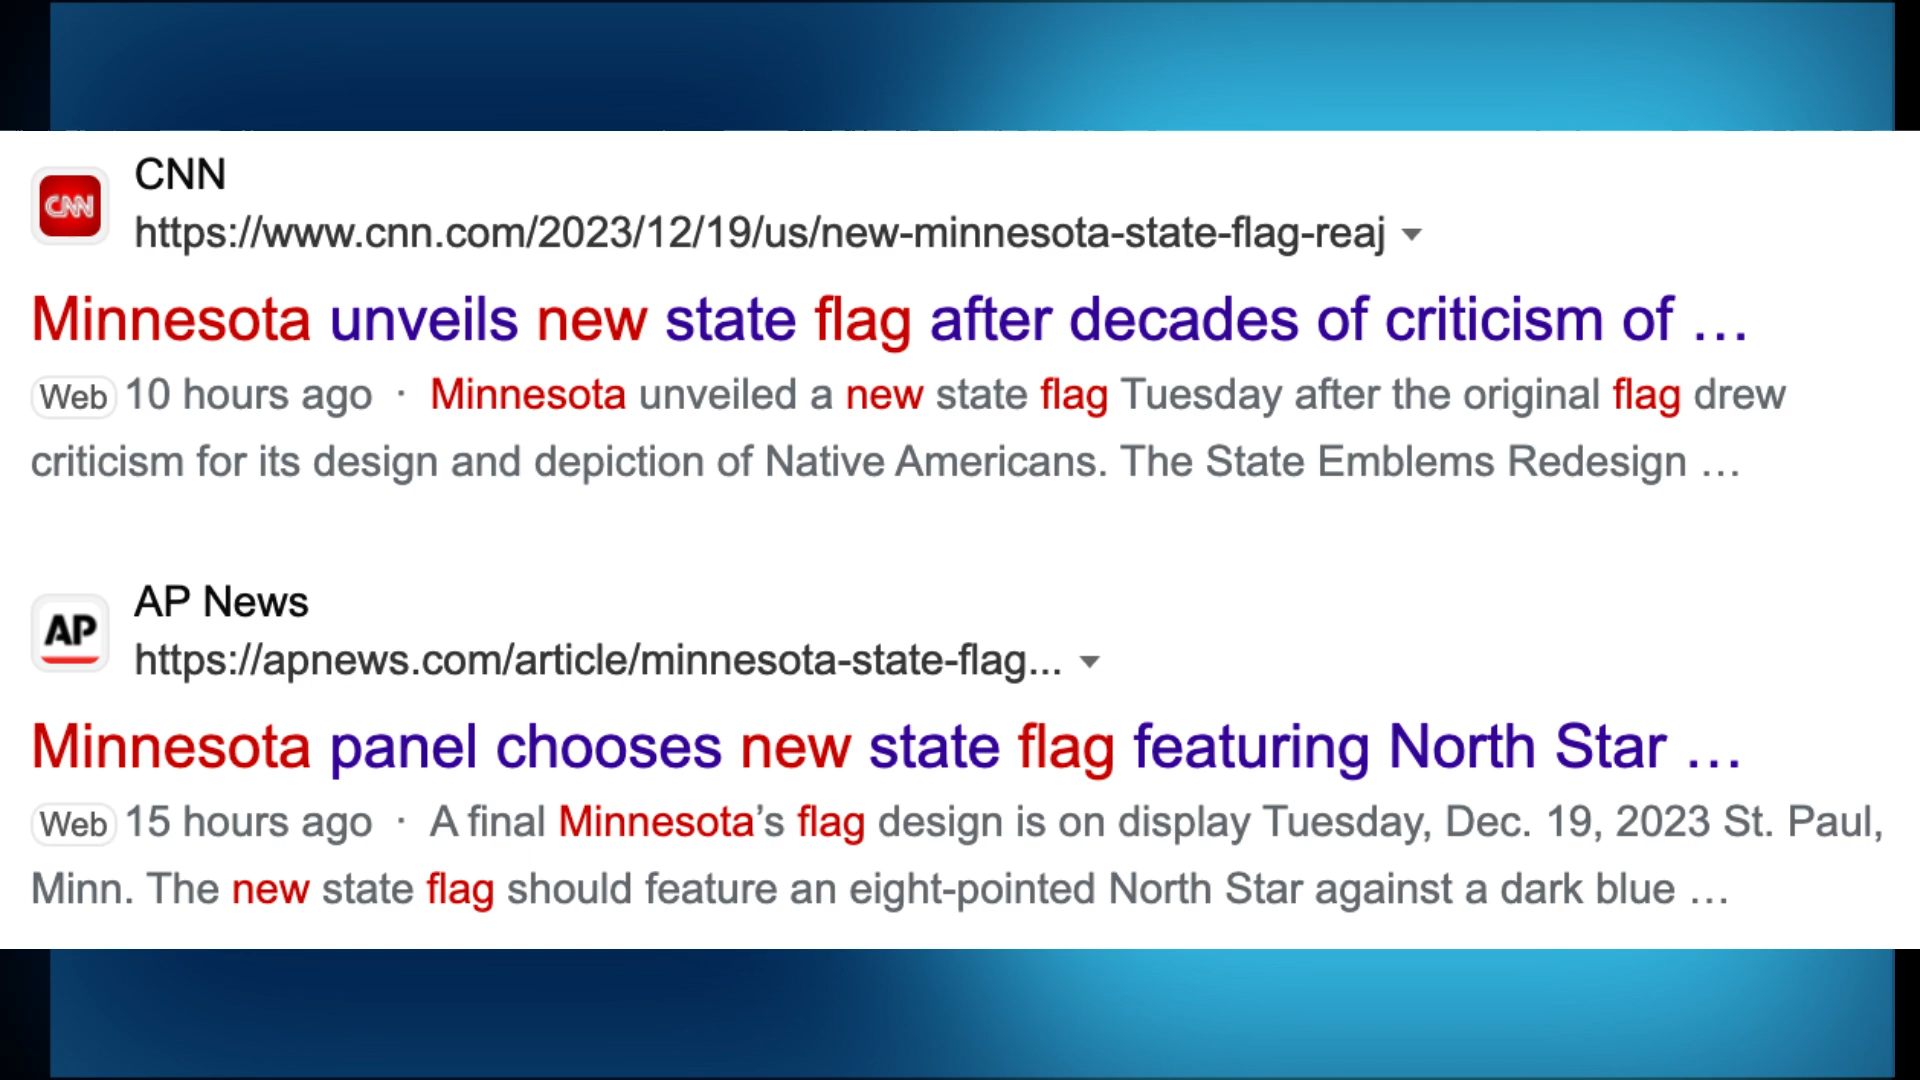 CNN
CNN
https://www.cnn.com/2023/12/19/us/new-minnesota-state-flag-reaj
Minnesota unveils new state flag after decades of criticism of …
Web 10 hours ago · Minnesota unveiled a new state flag Tuesday after the original flag drew
criticism for its design and depiction of Native Americans. The State Emblems Redesign …
AP News
AP
https://apnews.com/article/minnesota-state-flag...
Minnesota panel chooses new state flag featuring North Star …
Web 15 hours ago · A final Minnesota’s flag design is on display Tuesday, Dec. 19, 2023 St. Paul,
Minn. The new state flag should feature an eight-pointed North Star against a dark blue …